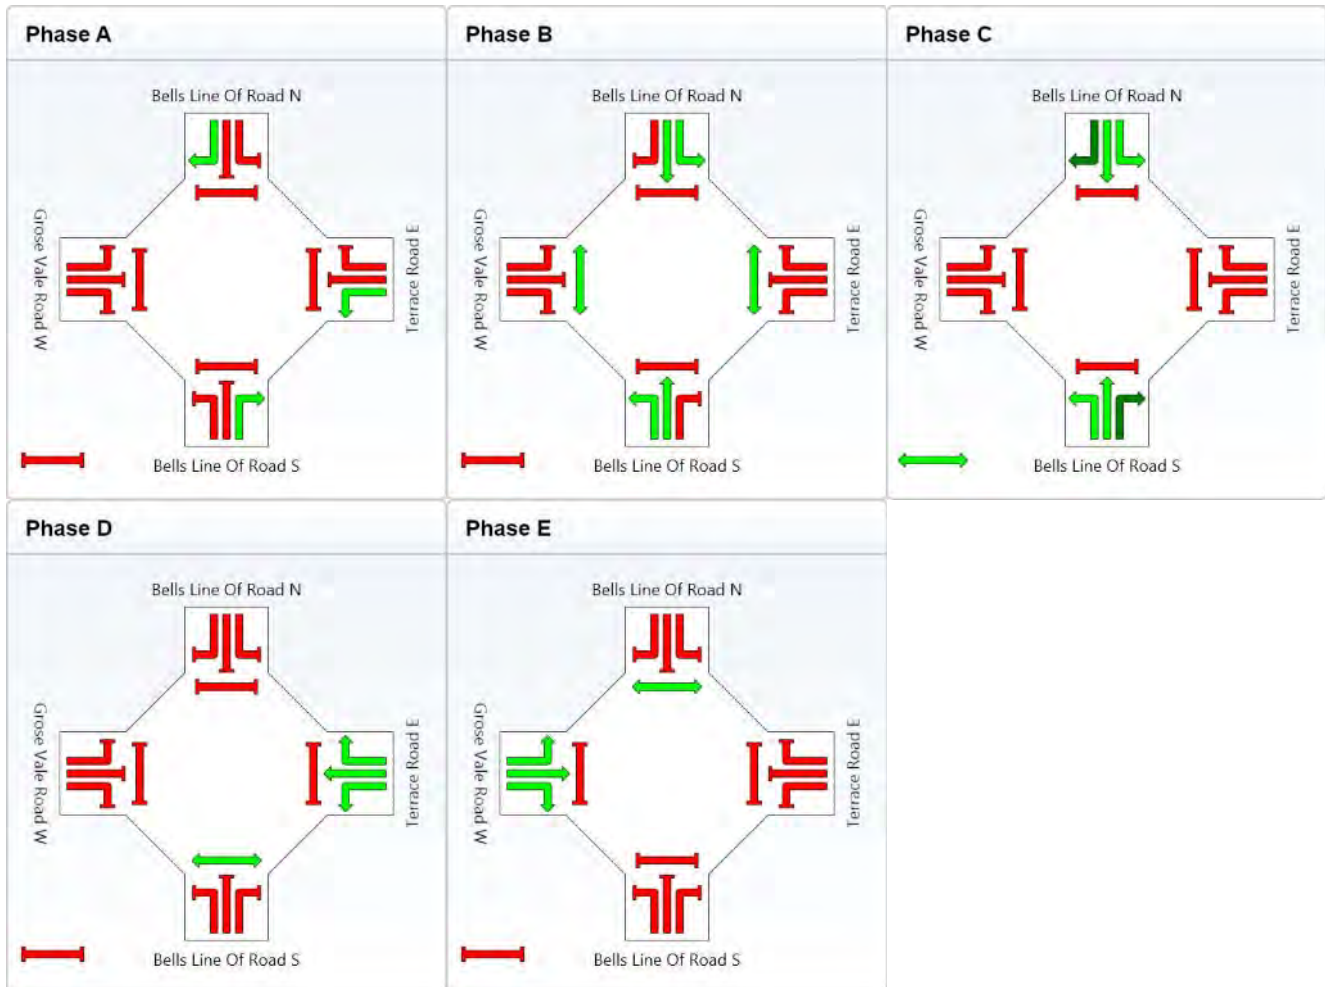 Phase A
Phase B
Phase C
Bells Line Of Road N
Bells Line Of Road N
Bells Line Of Road N
Grose Vale Road W
Terrace Road E
Grose Vale Road W
Terrace Road E
Grose Vale Road W
Terrace Road E
Bells Line Of Road S
Bells Line Of Road S
Bells Line Of Road S
Phase D
Phase E
Bells Line Of Road N
Bells Line Of Road N
Grose Vale Road W
Terrace Road E
Grose Vale Road W
Terrace Road E
Bells Line Of Road S
Bells Line Of Road S